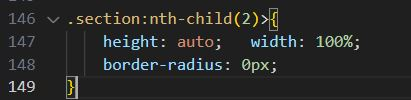 146 .section:nth-child(2)>{
147 height: auto; width: 100%;
148 border-radius: 0px;
149 }